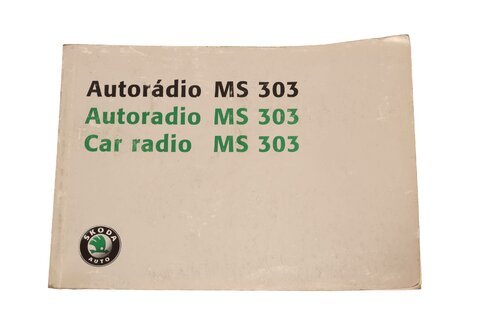 Autorádio MS 303
Autoradio MS 303
Car radio MS 303
ŠKODA
AUTO